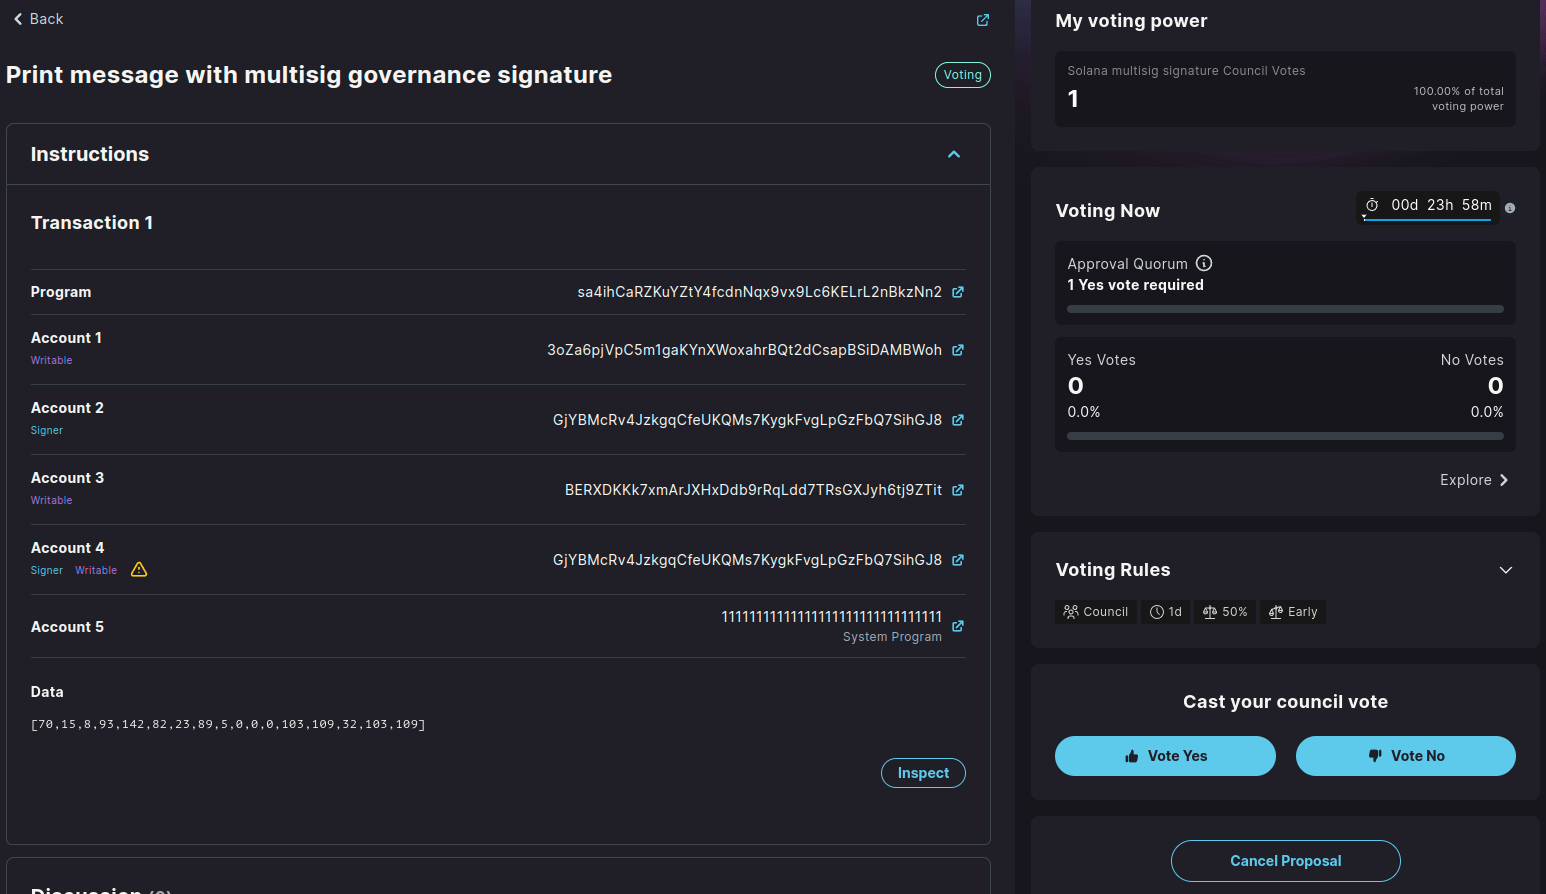 Back
Print message with multisig governance signature
Voting
Instructions
Transaction 1
Program
sa4ihCaRZKuYZtY4fcdnNqx9vx9Lc6KELrL2nBkzNn2
Account 1
Writable
3oZa6pjVpC5m1gaKYnXWoxahrBQt2dCsapBSiDAMBWoh
Account 2
Signer
GjYBMcRv4JzkgqCfeUKQMs7KygkFvgLpGzFbQ7SihGJ8
Account 3
Writable
BERXDKKk7xmArJXHxDdb9rRqLdd7TRsGXJyh6tj9ZTit
Account 4
Signer Writable
GjYBMcRv4JzkgqCfeUKQMs7KygkFvgLpGzFbQ7SihGJ8
Account 5
11111111111111111111111111111111
System Program
Data
[70,15,8,93,142,82,23,89,5,0,0,0,103,109,32,103,109]
Inspect
My voting power
Solana multisig signature Council Votes
1
100.00% of total
voting power
Voting Now
00d 23h 58m
Approval Quorum
1 Yes vote required
Yes Votes No Votes
0 0
0.0% 0.0%
Explore
Voting Rules
Council 1d 50% Early
Cast your council vote
Vote Yes Vote No
Cancel Proposal